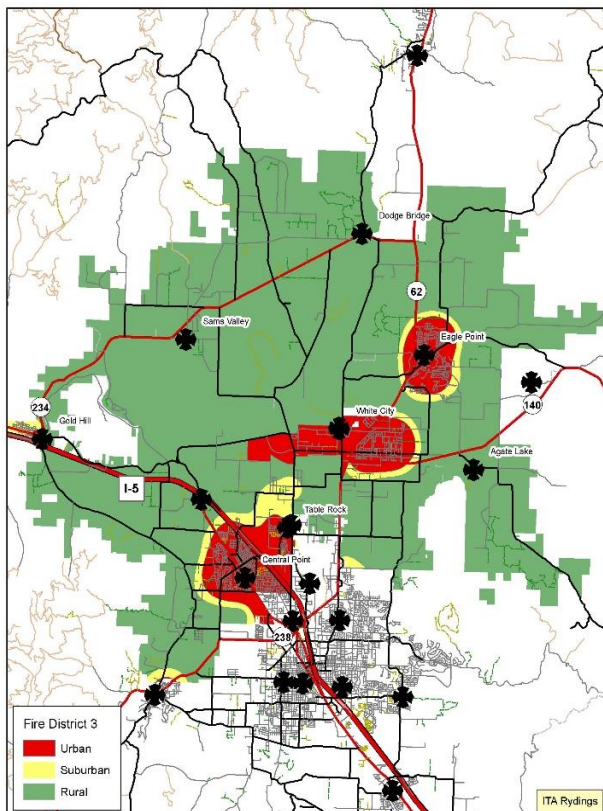 Dodge Bridge
62
Sams Valley
Eagle Point
234
140
Gold Hill
White City
Agate Lake
I-5
Table Rock
Central Point
238
Fire District 3
Urban
Suburban
Rural
ITA Rydings